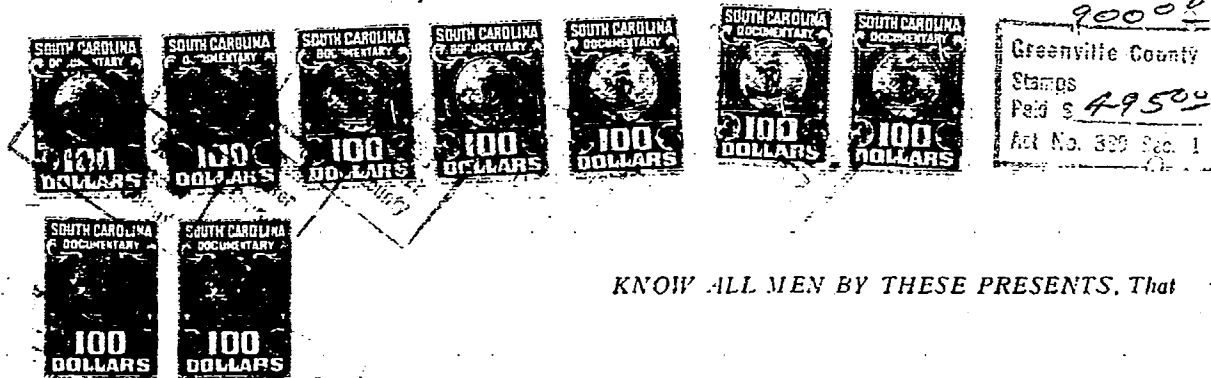 900 00
SOUTH CAROLINA
DOCUMENTARY
100
DOLLARS
SOUTH CAROLINA
DOCUMENTARY
100
DOLLARS
SOUTH CAROLINA
DOCUMENTARY
100
DOLLARS
SOUTH CAROLINA
DOCUMENTARY
100
DOLLARS
SOUTH CAROLINA
DOCUMENTARY
100
DOLLARS
SOUTH CAROLINA
DOCUMENTARY
100
DOLLARS
SOUTH CAROLINA
DOCUMENTARY
100
DOLLARS
Greenville County
Stamps
Paid $ 495 00
Act No. 380 Sec. 1
SOUTH CAROLINA
DOCUMENTARY
100
DOLLARS
SOUTH CAROLINA
DOCUMENTARY
100
DOLLARS
KNOW ALL MEN BY THESE PRESENTS, That